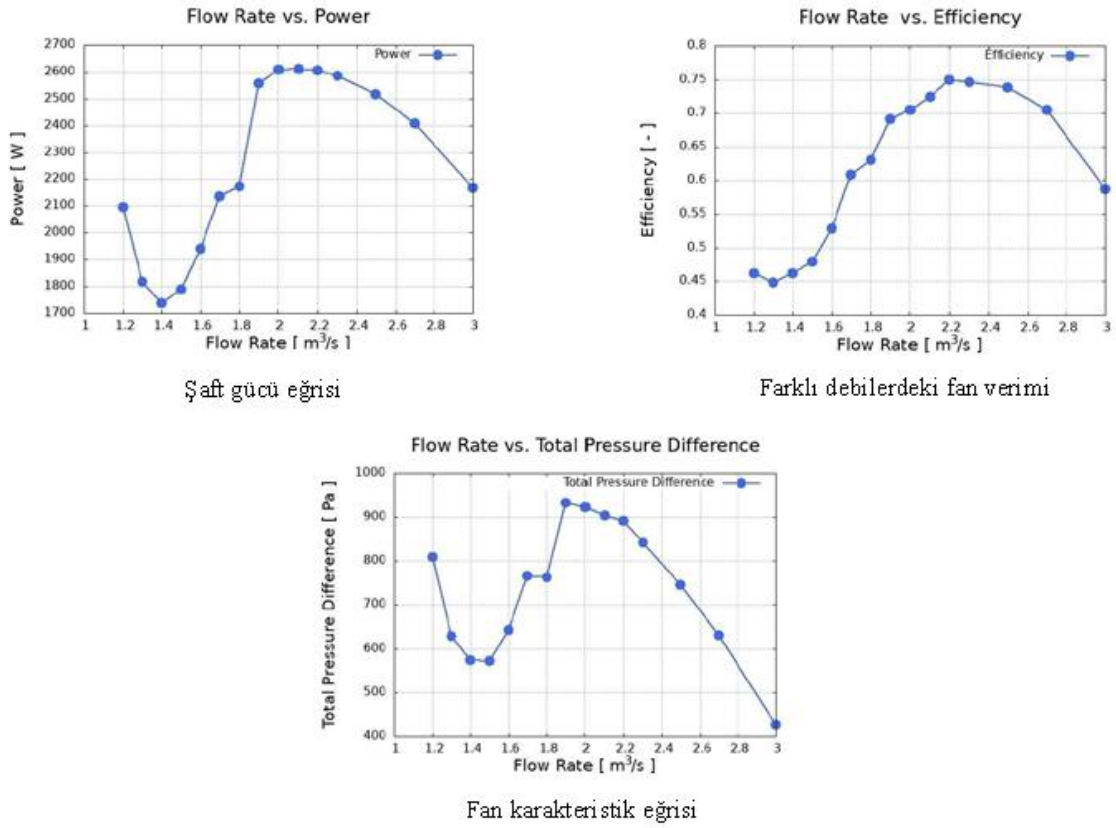 Flow Rate vs. Power
Power
2700
2600
2500
2400
2300
2200
2100
2000
1900
1800
1700
Power [ W ]
1 1.2 1.4 1.6 1.8 2 2.2 2.4 2.6 2.8 3
Flow Rate [ m³/s ]
Şaft gücü eğrisi
Flow Rate vs. Efficiency
Efficiency
0.8
0.75
0.7
0.65
0.6
0.55
0.5
0.45
0.4
Efficiency [ - ]
1 1.2 1.4 1.6 1.8 2 2.2 2.4 2.6 2.8 3
Flow Rate [ m³/s ]
Farklı debilerdeki fan verimi
Flow Rate vs. Total Pressure Difference
Total Pressure Difference
1000
900
800
700
600
500
400
Total Pressure Difference [ Pa ]
1 1.2 1.4 1.6 1.8 2 2.2 2.4 2.6 2.8 3
Flow Rate [ m³/s ]
Fan karakteristik eğrisi